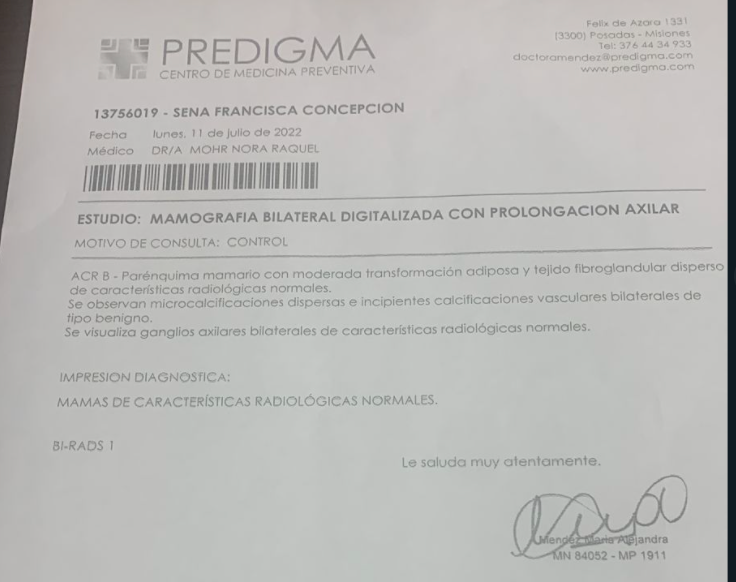 PREDIGMA
CENTRO DE MEDICINA PREVENTIVA
Felix de Azara 1331
(3300) Posadas - Misiones
Tel: 376 44 34 933
doctoramendez@predigma.com
www.predigma.com
13756019 - SENA FRANCISCA CONCEPCION
Fecha lunes, 11 de julio de 2022
Médico DR/A MOHR NORA RAQUEL
ESTUDIO: MAMOGRAFIA BILATERAL DIGITALIZADA CON PROLONGACION AXILAR
MOTIVO DE CONSULTA: CONTROL
ACR B - Parénquima mamario con moderada transformación adiposa y tejido fibroglandular disperso
de características radiológicas normales.
Se observan microcalcificaciones dispersas e incipientes calcificaciones vasculares bilaterales de
tipo benigno.
Se visualiza ganglios axilares bilaterales de características radiológicas normales.
IMPRESION DIAGNOSTICA:
MAMAS DE CARACTERÍSTICAS RADIOLÓGICAS NORMALES.
BI-RADS 1
Le saluda muy atentamente.
Mendez Maria Alejandra
MN 84052 - MP 1911